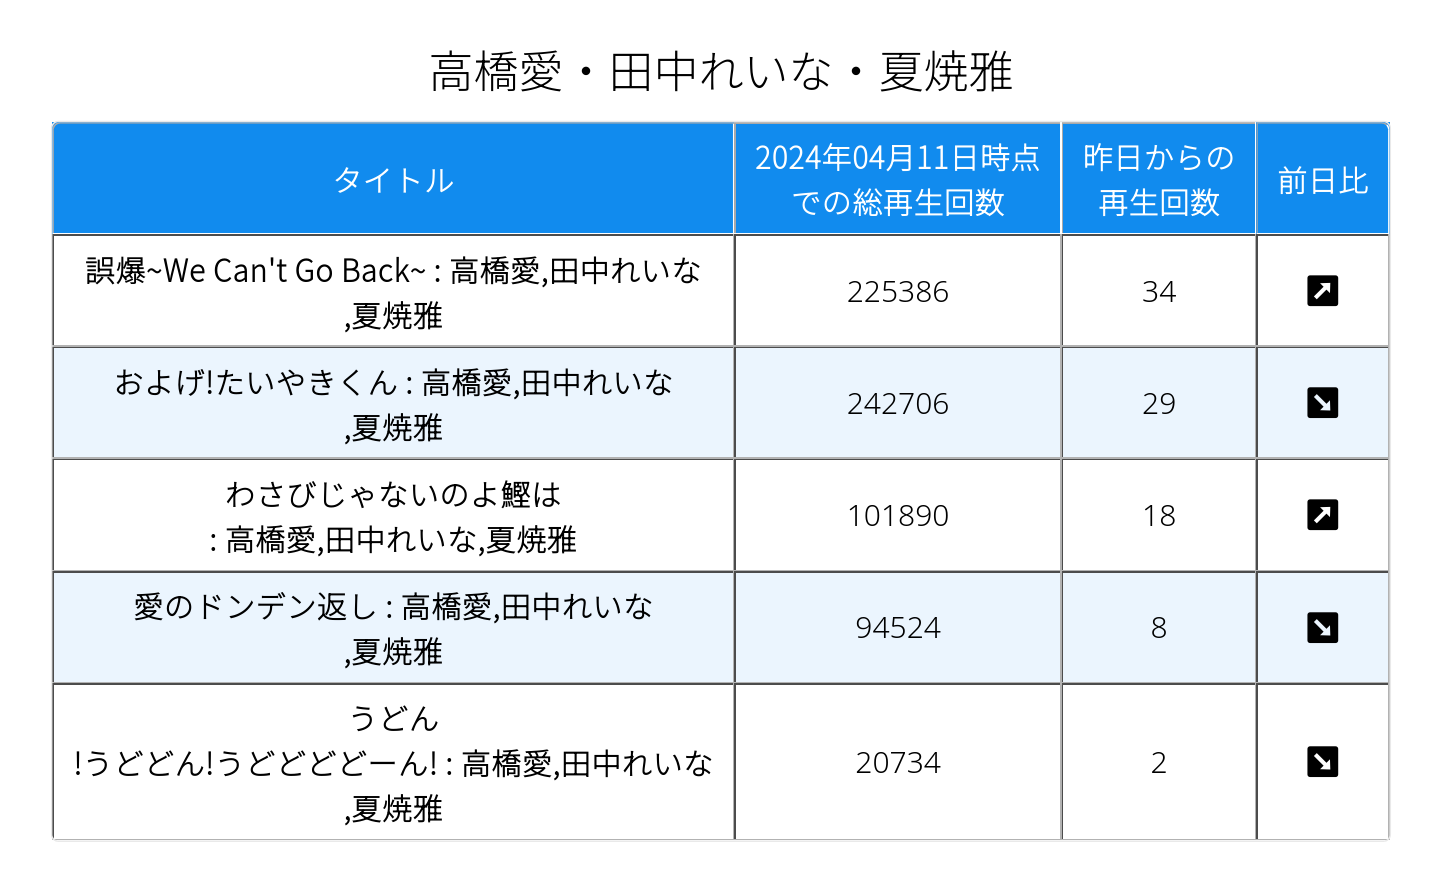 高橋愛・田中れいな・夏焼雅
タイトル
2024年04月11日時点
での総再生回数
昨日からの
再生回数
前日比
誤爆~We Can't Go Back~ : 高橋愛,田中れいな
,夏焼雅
225386
34
およげ!たいやきくん : 高橋愛,田中れいな
,夏焼雅
242706
29
わさびじゃないのよ鰹は
: 高橋愛,田中れいな,夏焼雅
101890
18
愛のドンデン返し : 高橋愛,田中れいな
,夏焼雅
94524
8
うどん
!うどどん!うどどどどーん! : 高橋愛,田中れいな
,夏焼雅
20734
2